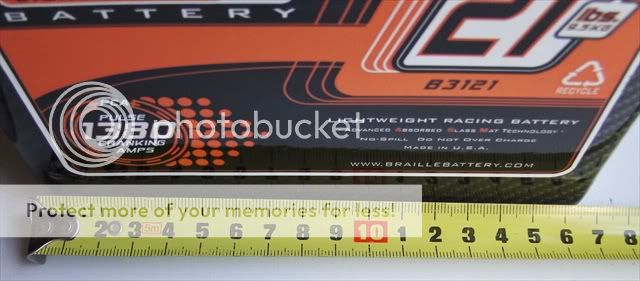 BATTERY
21
lbs.
9.5KG
B3121
RECYCLE
PCA
PULSE
1380
CRANKING
AMPS
photobucket
LIGHTWEIGHT RACING BATTERY
ADVANCED ABSORBED GLASS MAT TECHNOLOGY -
NO-SPILL DO NOT OVER CHARGE
MADE IN U.S.A.
WWW.BRAILLEBATTERY.COM
Protect more of your memories for less!
2 3 5m 4 5 6 7 8 9 10 1 2 3 4 5 6 7 8